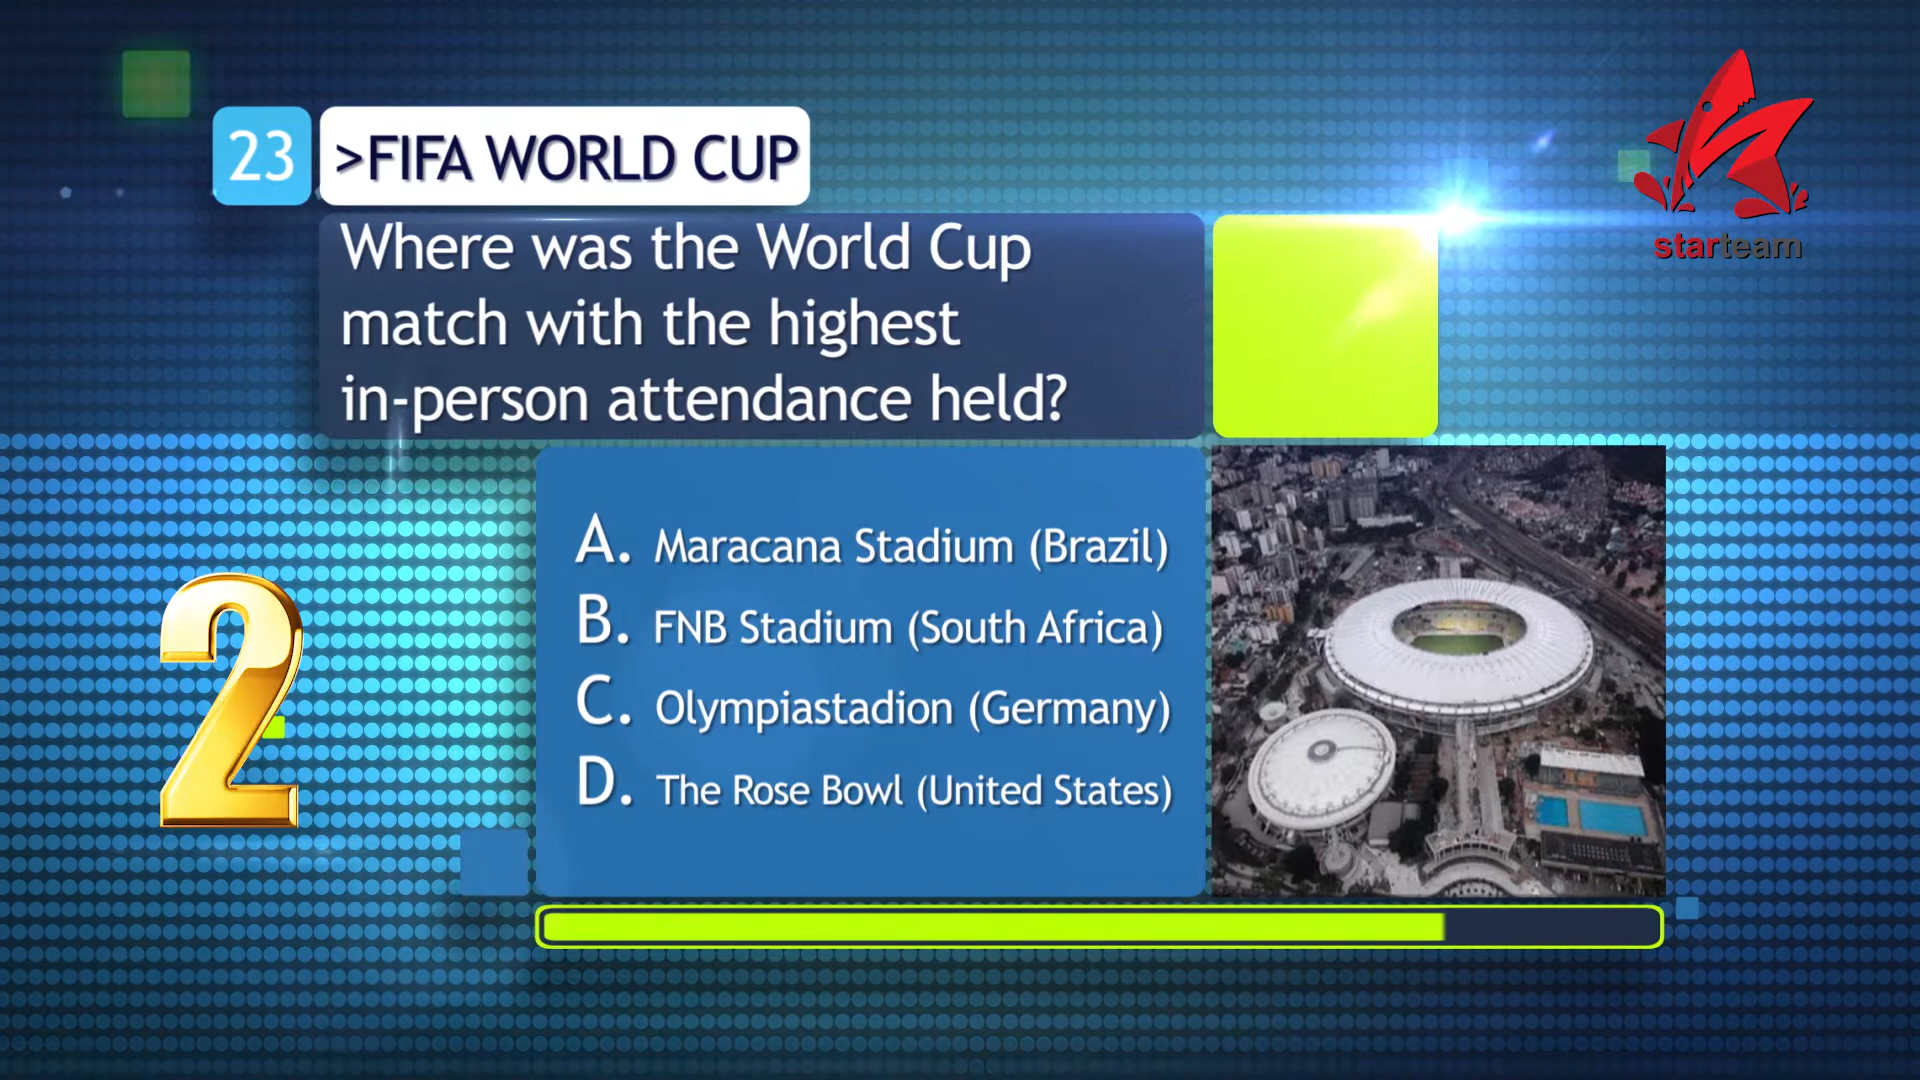 23
>FIFA WORLD CUP
starteam
Where was the World Cup
match with the highest
in-person attendance held?
A. Maracana Stadium (Brazil)
B. FNB Stadium (South Africa)
C. Olympiastadion (Germany)
D. The Rose Bowl (United States)
2